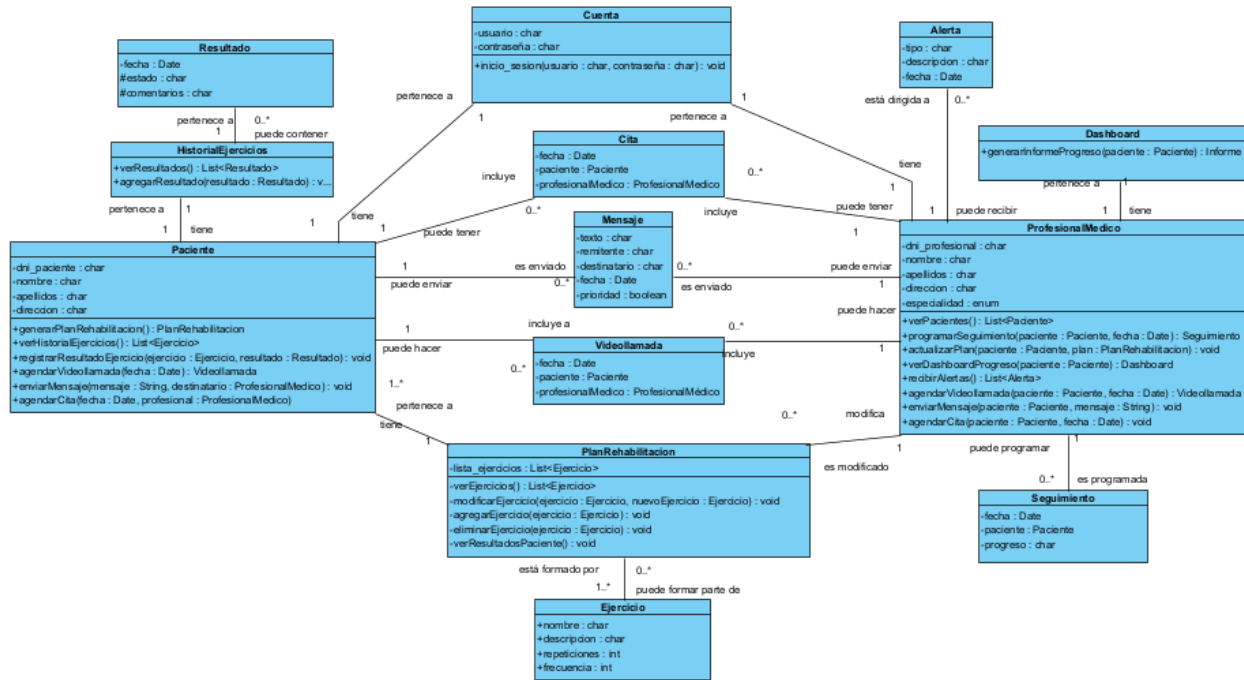 Cuenta
-usuario : char
-contraseña : char
+inicio_sesion(usuario : char, contraseña : char) : void
Alerta
-tipo : char
-descripcion : char
-fecha : Date
Resultado
-fecha : Date
#estado : char
#comentarios : char
pertenece a
1
pertenece a
1
está dirigida a
0..*
pertenece a
0..*
1
puede contener
HistorialEjercicios
+verResultados() : List<Resultado>
+agregarResultado(resultado : Resultado) : v...
Cita
-fecha : Date
-paciente : Paciente
-profesionalMedico : ProfesionalMedico
Dashboard
+generarInformeProgreso(paciente : Paciente) : Informe
incluye
0..*
tiene
1
pertenece a
1
pertenece a
1
1
tiene
1
tiene
1
0..*
puede tener
incluye
puede tener
1
1
puede recibir
1
tiene
Mensaje
-texto : char
-remitente : char
-destinatario : char
-fecha : Date
-prioridad : boolean
Paciente
-dni_paciente : char
-nombre : char
-apellidos : char
-direccion : char
+generarPlanRehabilitacion() : PlanRehabilitacion
+verHistorialEjercicios() : List<Ejercicio>
+registrarResultadoEjercicio(ejercicio : Ejercicio, resultado : Resultado) : void
+agendarVideollamada(fecha : Date) : Videollamada
+enviarMensaje(mensaje : String, destinatario : ProfesionalMedico) : void
+agendarCita(fecha : Date, profesional : ProfesionalMedico)
ProfesionalMedico
-dni_profesional : char
-nombre : char
-apellidos : char
-direccion : char
-especialidad : enum
+verPacientes() : List<Paciente>
+programarSeguimiento(paciente : Paciente, fecha : Date) : Seguimiento
+actualizarPlan(paciente : Paciente, plan : PlanRehabilitacion) : void
+verDashboardProgreso(paciente : Paciente) : Dashboard
+recibirAlertas() : List<Alerta>
+agendarVideollamada(paciente : Paciente, fecha : Date) : Videollamada
+enviarMensaje(paciente : Paciente, mensaje : String) : void
+agendarCita(paciente : Paciente, fecha : Date) : void
1
es enviado
0..*
puede enviar
1
puede enviar
0..*
es enviado
1
puede hacer
1
incluye a
0..*
puede hacer
incluye
1
Videollamada
-fecha : Date
-paciente : Paciente
-profesionalMedico : ProfesionalMédico
0..*
1..*
pertenece a
tiene
1
0..*
modifica
es modificado
1
puede programar
1
0..*
es programada
PlanRehabilitacion
-lista_ejercicios : List<Ejercicio>
-verEjercicios() : List<Ejercicio>
-modificarEjercicio(ejercicio : Ejercicio, nuevoEjercicio : Ejercicio) : void
-agregarEjercicio(ejercicio : Ejercicio) : void
-eliminarEjercicio(ejercicio : Ejercicio) : void
-verResultadosPaciente() : void
Seguimiento
-fecha : Date
-paciente : Paciente
-progreso : char
está formado por
0..*
1..*
puede formar parte de
Ejercicio
+nombre : char
+descripcion : char
+repeticiones : int
+frecuencia : int